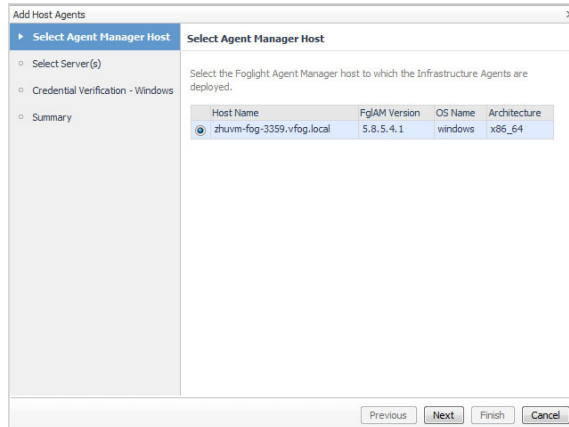 Add Host Agents
Select Agent Manager Host
Select Server(s)
Credential Verification - Windows
Summary
Select Agent Manager Host
Select the Foglight Agent Manager host to which the Infrastructure Agents are
deployed.
Host Name FglAM Version OS Name Architecture
zhuvm-fog-3359.vfog.local 5.8.5.4.1 windows x86_64
Previous Next Finish Cancel